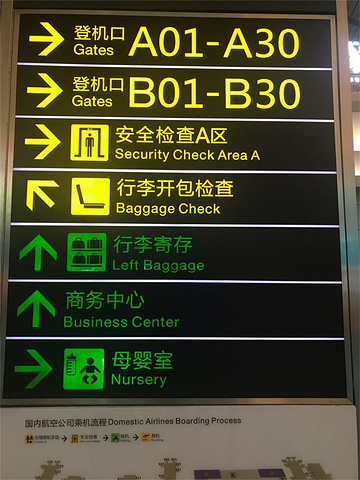 登机口
Gates A01-A30
登机口
Gates B01-B30
安全检查A区
Security Check Area A
行李开包检查
Baggage Check
行李寄存
Left Baggage
商务中心
Business Center
母婴室
Nursery
国内航空公司乘机流程 Domestic Airlines Boarding Process